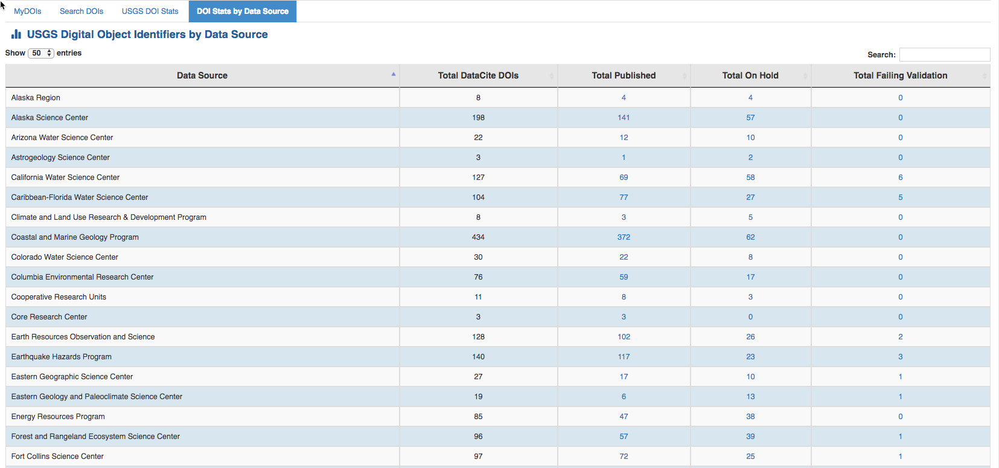 MyDOIs Search DOIs USGS DOI Stats DOI Stats by Data Source
USGS Digital Object Identifiers by Data Source
Show 50 entries
Search:
Data Source Total DataCite DOIs Total Published Total On Hold Total Failing Validation
Alaska Region 8 4 4 0
Alaska Science Center 198 141 57 0
Arizona Water Science Center 22 12 10 0
Astrogeology Science Center 3 1 2 0
California Water Science Center 127 69 58 6
Caribbean-Florida Water Science Center 104 77 27 5
Climate and Land Use Research & Development Program 8 3 5 0
Coastal and Marine Geology Program 434 372 62 0
Colorado Water Science Center 30 22 8 0
Columbia Environmental Research Center 76 59 17 0
Cooperative Research Units 11 8 3 0
Core Research Center 3 3 0 0
Earth Resources Observation and Science 128 102 26 2
Earthquake Hazards Program 140 117 23 3
Eastern Geographic Science Center 27 17 10 1
Eastern Geology and Paleoclimate Science Center 19 6 13 1
Energy Resources Program 85 47 38 0
Forest and Rangeland Ecosystem Science Center 96 57 39 1
Fort Collins Science Center 97 72 25 1